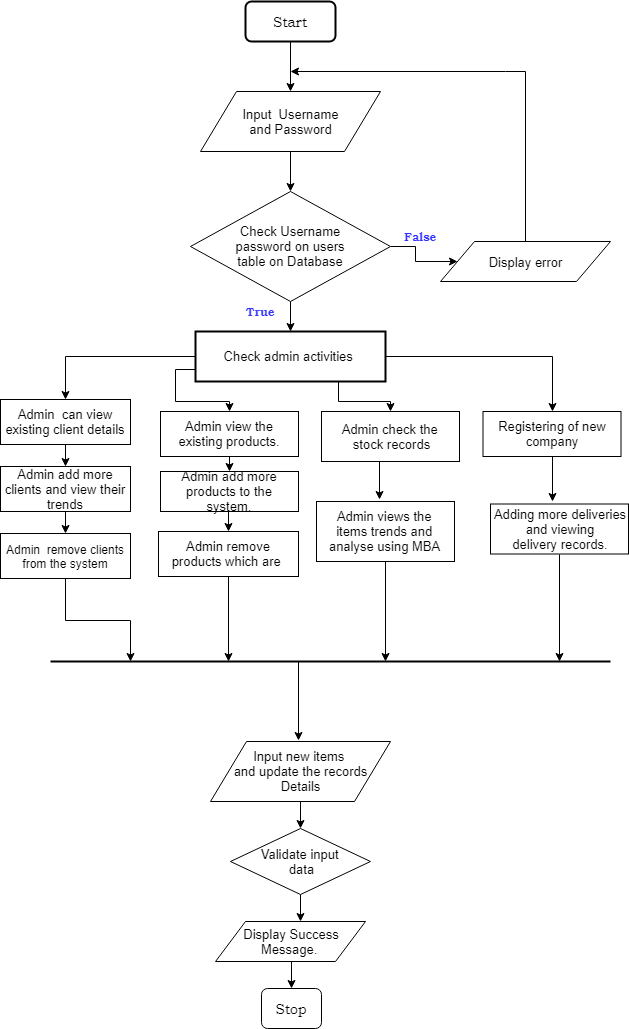 Start
Input Username
and Password
Check Username
password on users
table on Database
False
Display error
True
Check admin activities
Admin can view
existing client details
Admin view the
existing products.
Admin check the
stock records
Registering of new
company
Admin add more
clients and view their
trends
Admin add more
products to the
system.
Admin views the
items trends and
analyse using MBA
Adding more deliveries
and viewing
delivery records.
Admin remove clients
from the system
Admin remove
products which are
Input new items
and update the records
Details
Validate input
data
Display Success
Message.
Stop